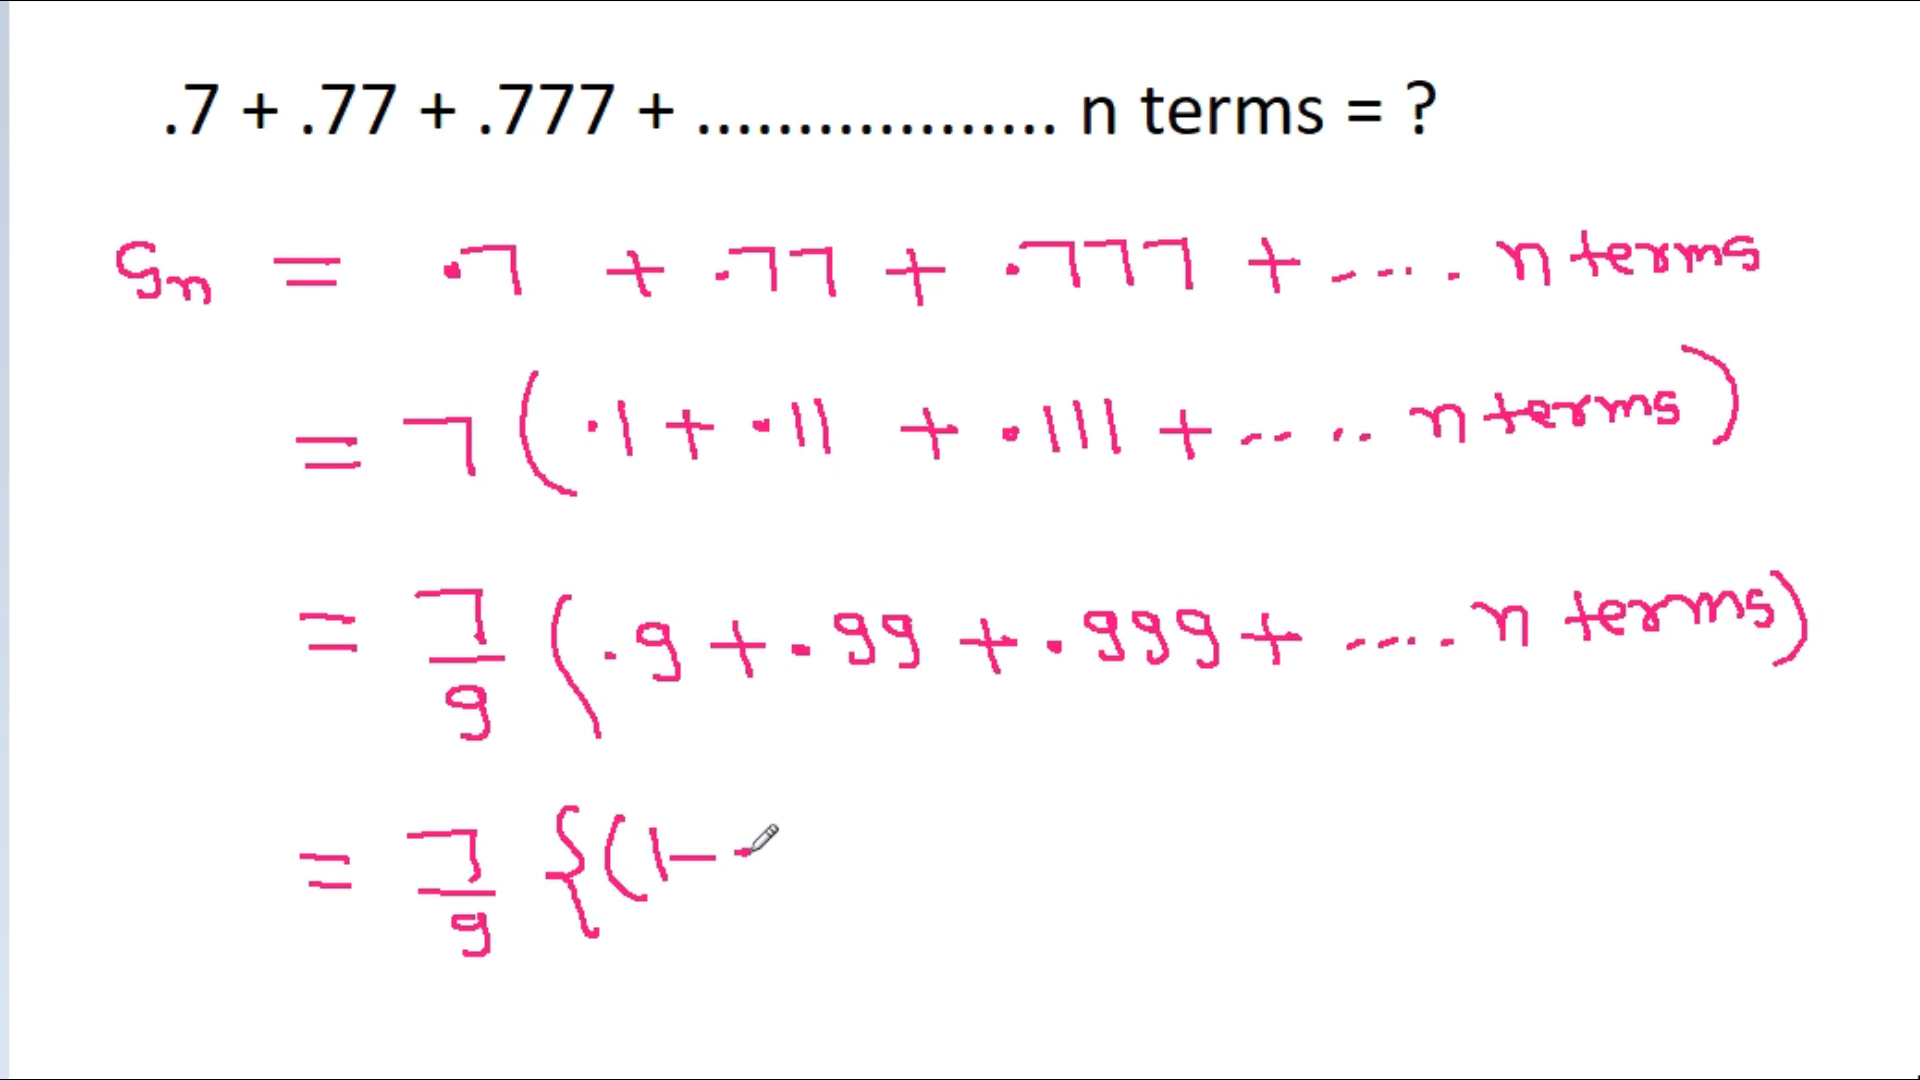 .7 + .77 + .777 + .................. n terms = ?
Sn = .7 + .77 + .777 + ..... n terms
= 7 (.1 + .11 + .111 + ..... n terms)
= 7/9 (.9 + .99 + .999 + ..... n terms)
= 7/9 {(1 - .